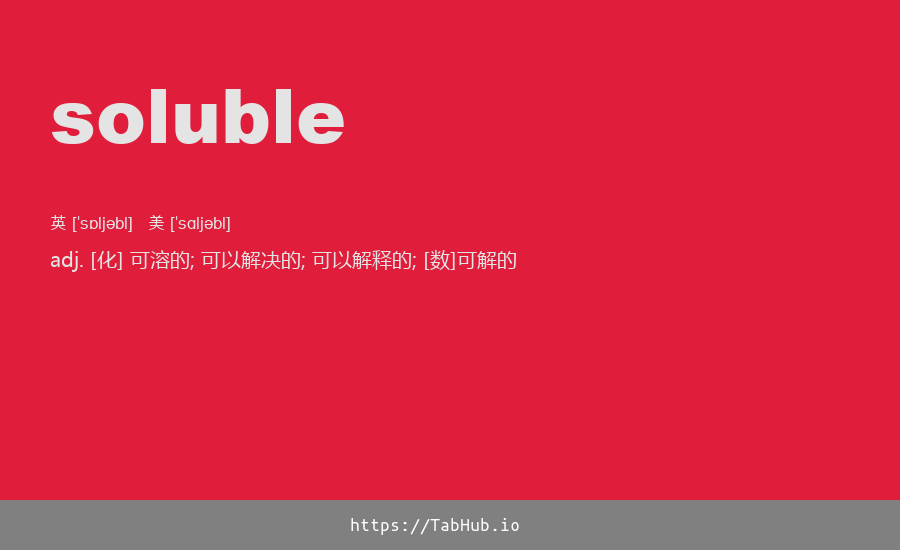 soluble
英 [ˈsɒljəbl] 美 [ˈsɑljəbl]
adj. [化] 可溶的; 可以解决的; 可以解释的; [数]可解的
https://TabHub.io